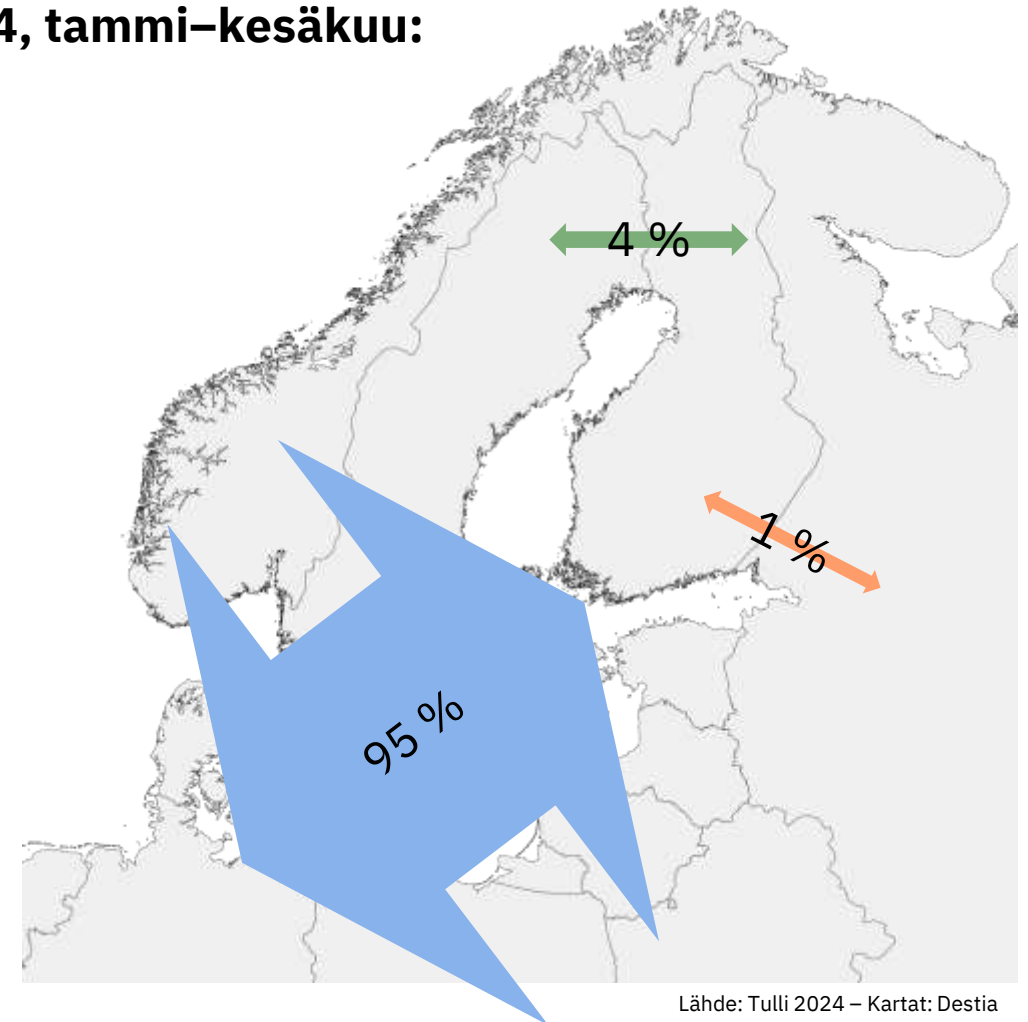 4, tammi–kesäkuu:
4 %
1 %
95 %
Lähde: Tulli 2024 – Kartat: Destia